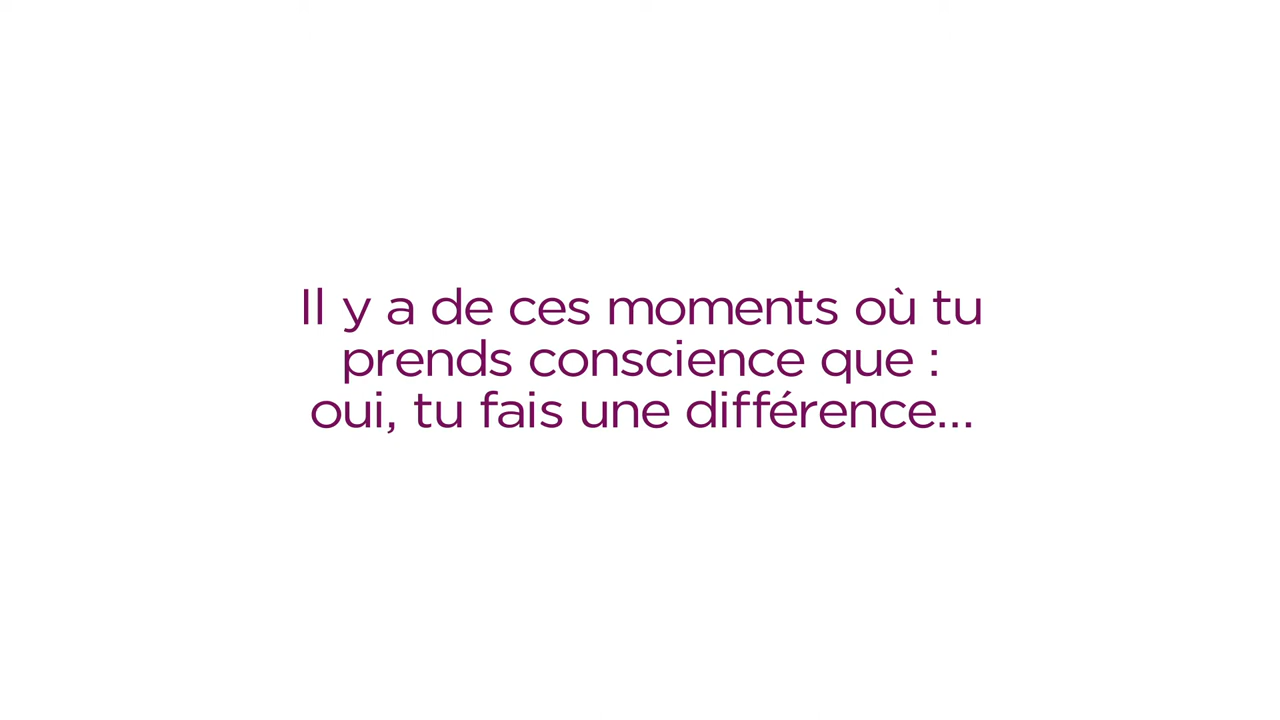 Il y a de ces moments où tu
prends conscience que :
oui, tu fais une différence...